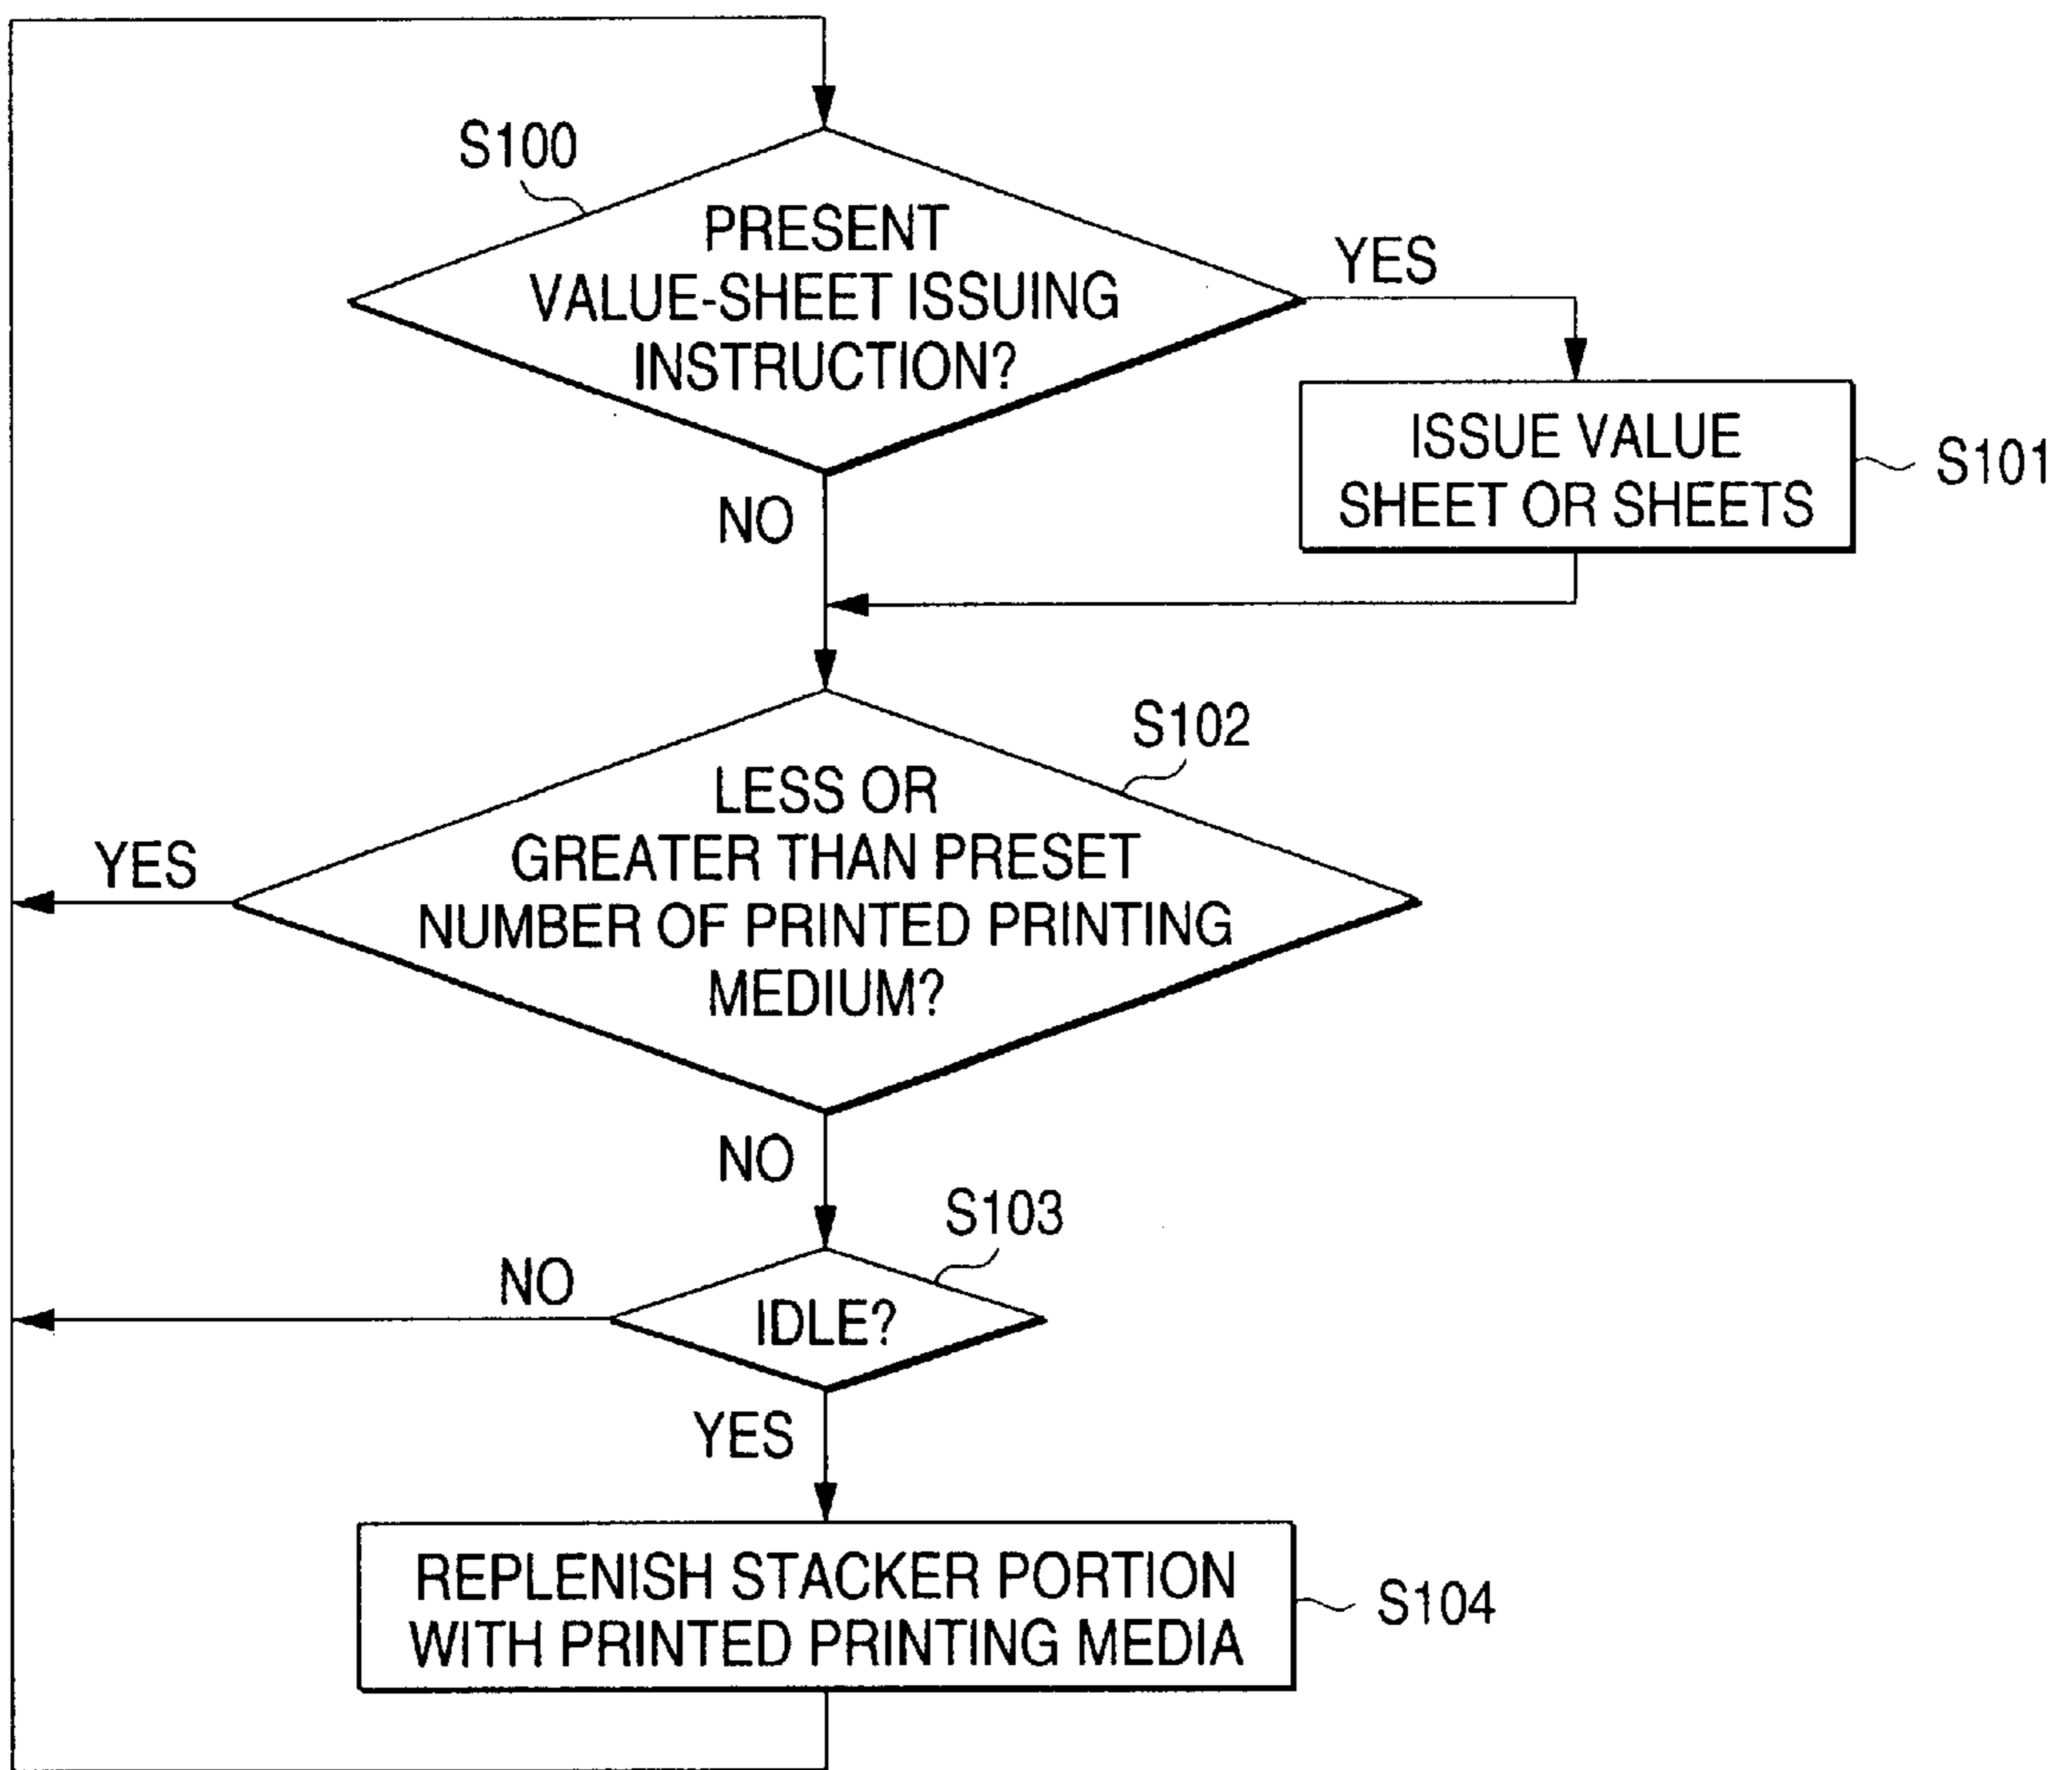 S100
PRESENT
VALUE-SHEET ISSUING
INSTRUCTION?
YES
ISSUE VALUE
SHEET OR SHEETS
S101
NO
S102
LESS OR
GREATER THAN PRESET
NUMBER OF PRINTED PRINTING
MEDIUM?
YES
NO
S103
NO
IDLE?
YES
REPLENISH STACKER PORTION
WITH PRINTED PRINTING MEDIA
S104